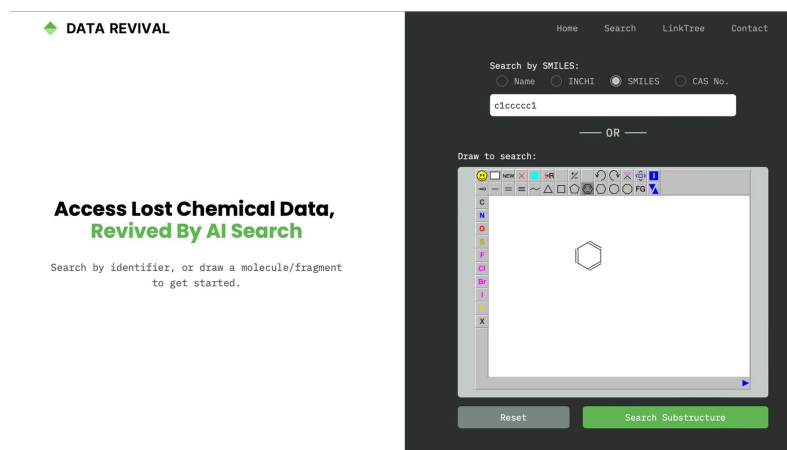 DATA REVIVAL
Home Search LinkTree Contact
Access Lost Chemical Data,
Revived By AI Search
Search by identifier, or draw a molecule/fragment
to get started.
Search by SMILES:
Name INCHI SMILES CAS No.
c1ccccc1
OR
Draw to search:
NEW
FG
C
N
O
S
F
Cl
Br
I
X
Reset Search Substructure